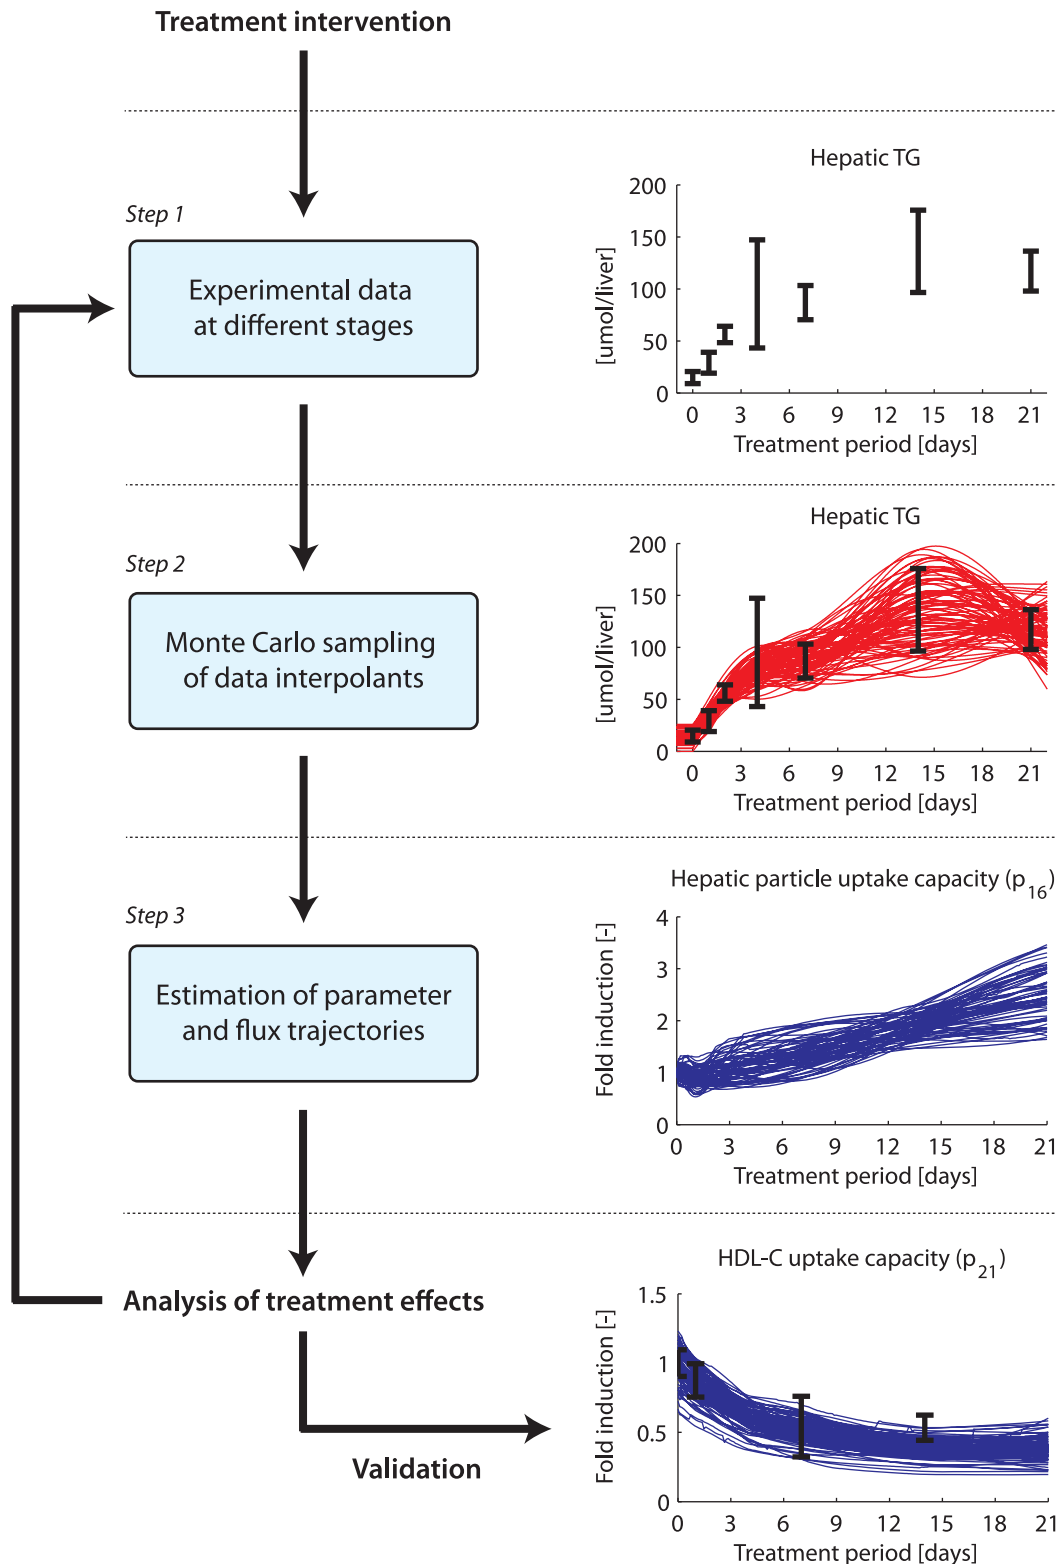 Treatment intervention
Step 1
Experimental data
at different stages
Hepatic TG
[umol/liver]
200
150
100
50
0
0 3 6 9 12 15 18 21
Treatment period [days]
Step 2
Monte Carlo sampling
of data interpolants
Hepatic TG
[umol/liver]
200
150
100
50
0
0 3 6 9 12 15 18 21
Treatment period [days]
Step 3
Estimation of parameter
and flux trajectories
Hepatic particle uptake capacity (p16)
Fold induction [-]
4
3
2
1
0
0 3 6 9 12 15 18 21
Treatment period [days]
Analysis of treatment effects
Validation
HDL-C uptake capacity (p21)
Fold induction [-]
1.5
1
0.5
0
0 3 6 9 12 15 18 21
Treatment period [days]